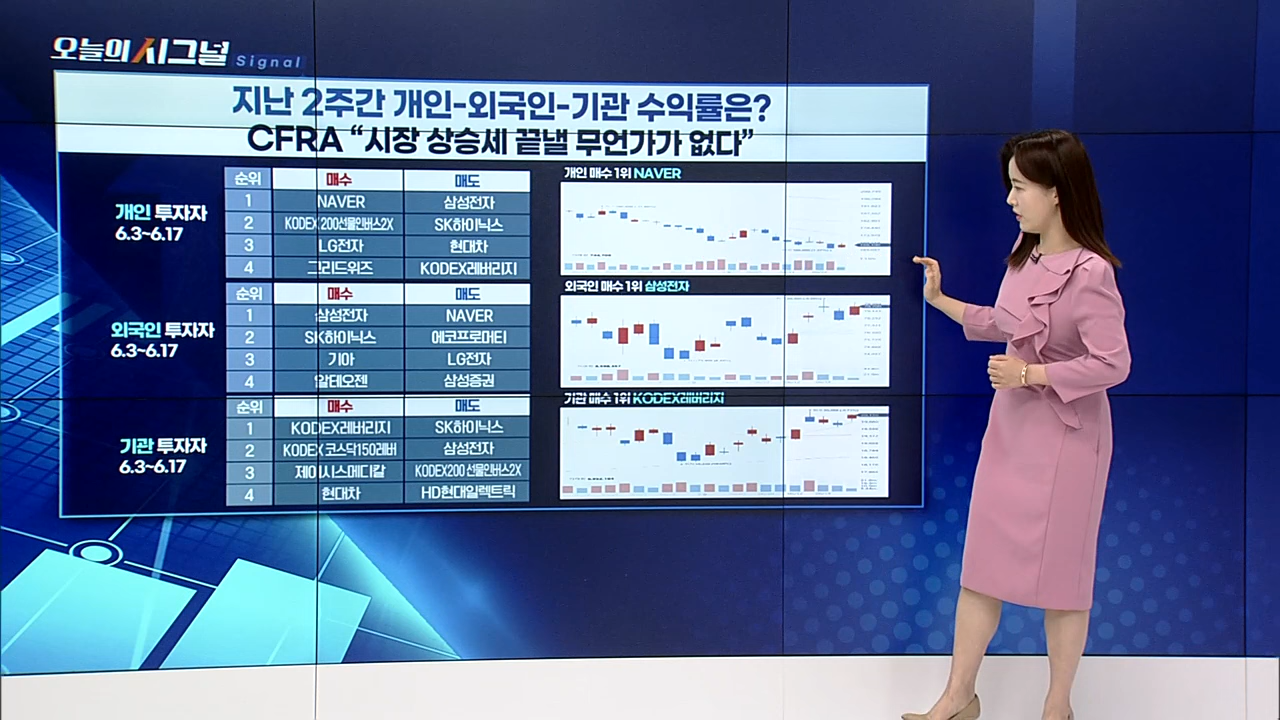 오늘의 시그널 Signal
지난 2주간 개인-외국인-기관 수익률은?
CFRA “시장 상승세 끝낼 무언가가 없다”
개인 투자자
6.3~6.17
순위 매수 매도
1 NAVER 삼성전자
2 KODEX 200선물인버스2X SK하이닉스
3 LG전자 현대차
4 그리드위즈 KODEX레버리지
개인 매수 1위 NAVER
외국인 투자자
6.3~6.17
순위 매수 매도
1 삼성전자 NAVER
2 SK하이닉스 에코프로머티
3 기아 LG전자
4 알테오젠 삼성증권
외국인 매수 1위 삼성전자
기관 투자자
6.3~6.17
순위 매수 매도
1 KODEX레버리지 SK하이닉스
2 KODEX 코스닥150레버 삼성전자
3 제이시스메디칼 KODEX200 선물인버스2X
4 현대차 HD현대일렉트릭
기관 매수 1위 KODEX레버리지